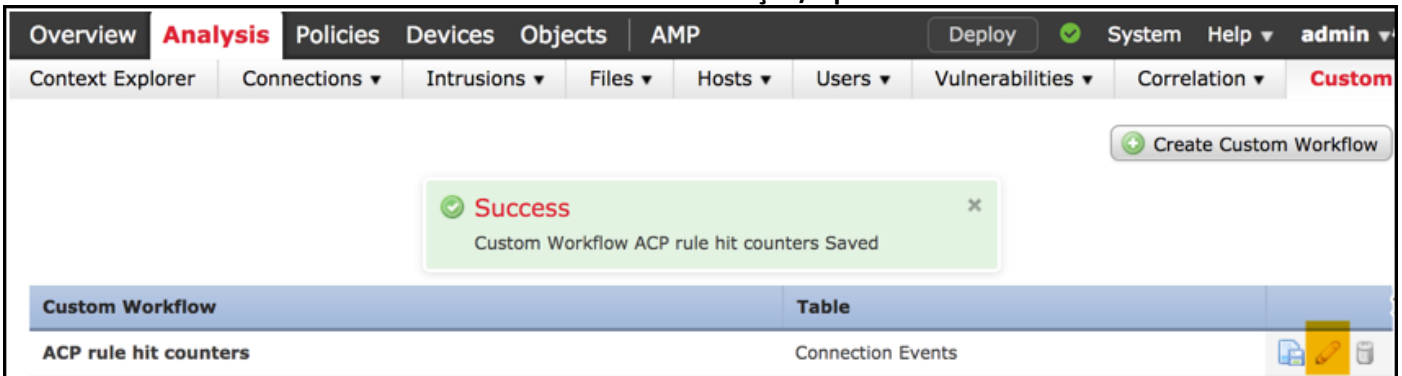 Overview Analysis Policies Devices Objects AMP Deploy System Help ▾ admin ▾
Context Explorer Connections ▾ Intrusions ▾ Files ▾ Hosts ▾ Users ▾ Vulnerabilities ▾ Correlation ▾ Custom
Create Custom Workflow
Success ×
Custom Workflow ACP rule hit counters Saved
Custom Workflow Table
ACP rule hit counters Connection Events